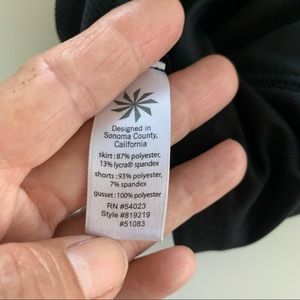 Designed in
Sonoma County,
California
skirt: 87% polyester,
13% lycra® spandex
shorts: 93% polyester,
7% spandex
gusset: 100% polyester
RN #54023
Style #819219
#51083